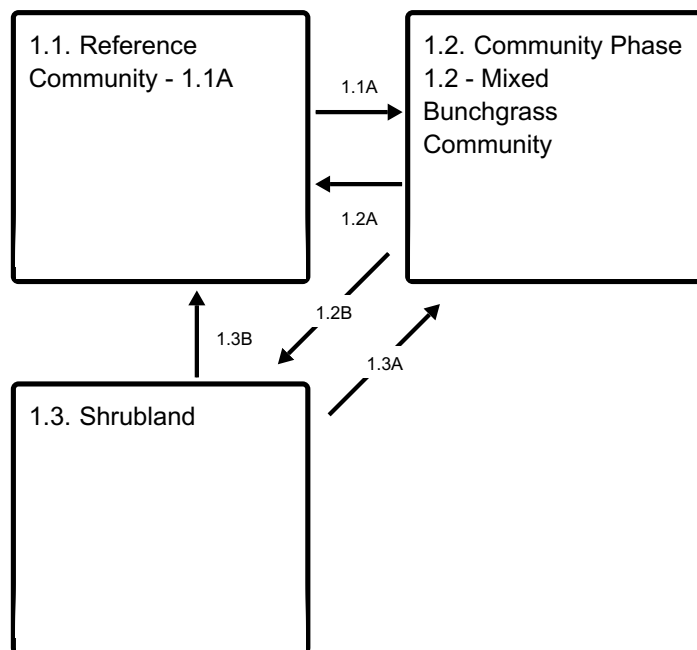 1.1. Reference
Community - 1.1A
1.2. Community Phase
1.2 - Mixed
Bunchgrass
Community
1.1A
1.2A
1.2B
1.3B
1.3A
1.3. Shrubland